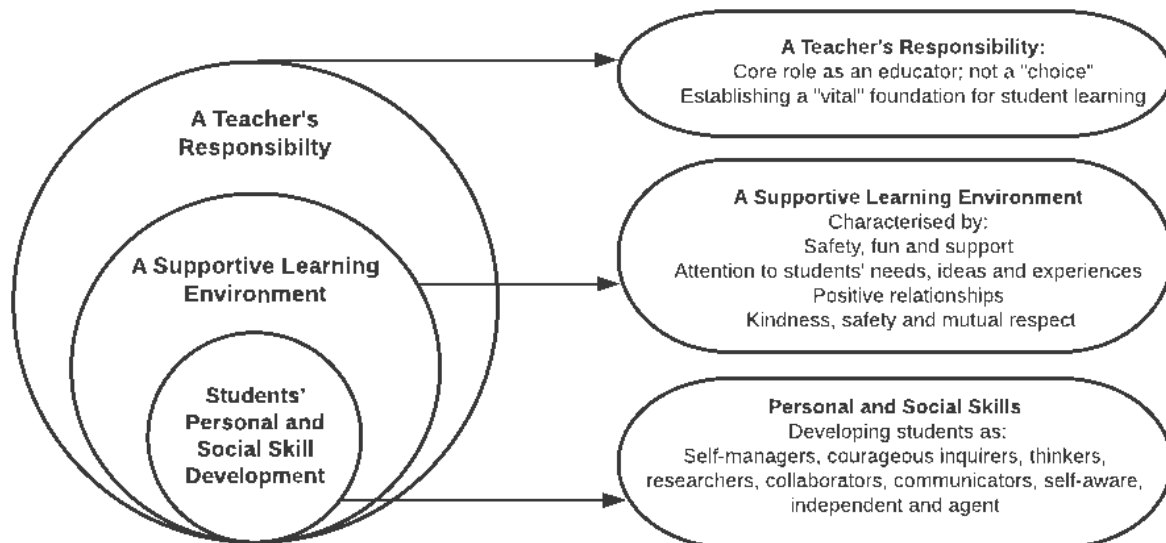 A Teacher's
Responsibilty
A Supportive Learning
Environment
Students'
Personal and
Social Skill
Development
A Teacher's Responsibility:
Core role as an educator; not a "choice"
Establishing a "vital" foundation for student learning
A Supportive Learning Environment
Characterised by:
Safety, fun and support
Attention to students' needs, ideas and experiences
Positive relationships
Kindness, safety and mutual respect
Personal and Social Skills
Developing students as:
Self-managers, courageous inquirers, thinkers,
researchers, collaborators, communicators, self-aware,
independent and agent